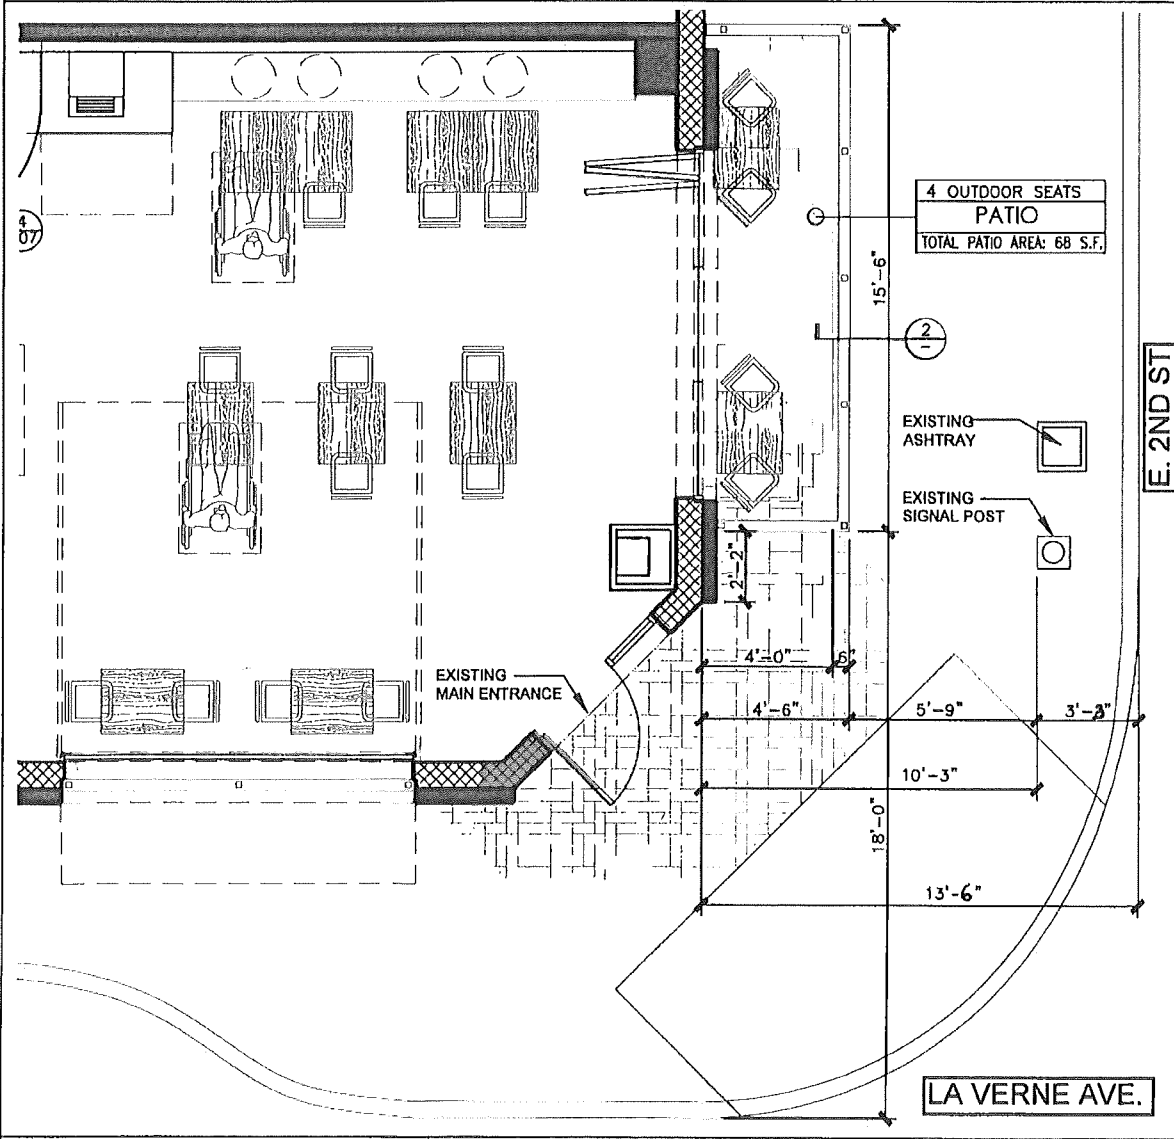 4 OUTDOOR SEATS
PATIO
TOTAL PATIO AREA: 68 S.F.
4
07
15'-6"
2
-
E. 2ND ST
EXISTING
ASHTRAY
EXISTING
SIGNAL POST
2'-2"
4'-0"
6"
EXISTING
MAIN ENTRANCE
4'-6"
5'-9"
10'-3"
18'-0"
13'-6"
LA VERNE AVE.